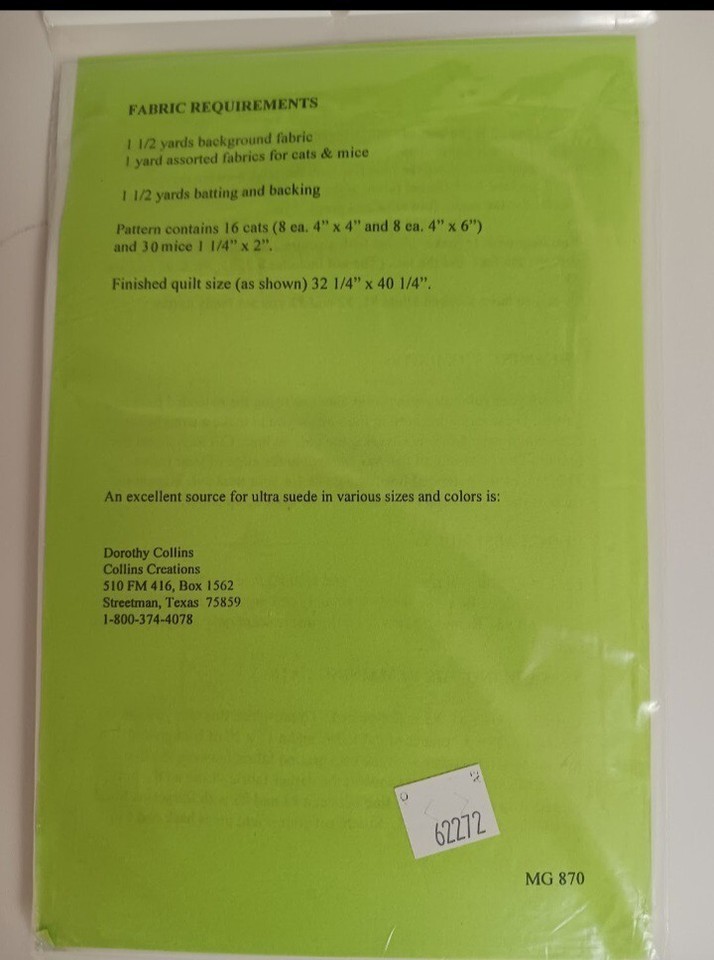 FABRIC REQUIREMENTS
1 1/2 yards background fabric
1 yard assorted fabrics for cats & mice
1 1/2 yards batting and backing
Pattern contains 16 cats (8 ea. 4" x 4" and 8 ea. 4" x 6")
and 30 mice 1 1/4" x 2".
Finished quilt size (as shown) 32 1/4" x 40 1/4".
An excellent source for ultra suede in various sizes and colors is:
Dorothy Collins
Collins Creations
510 FM 416, Box 1562
Streetman, Texas 75859
1-800-374-4078
62272
MG 870